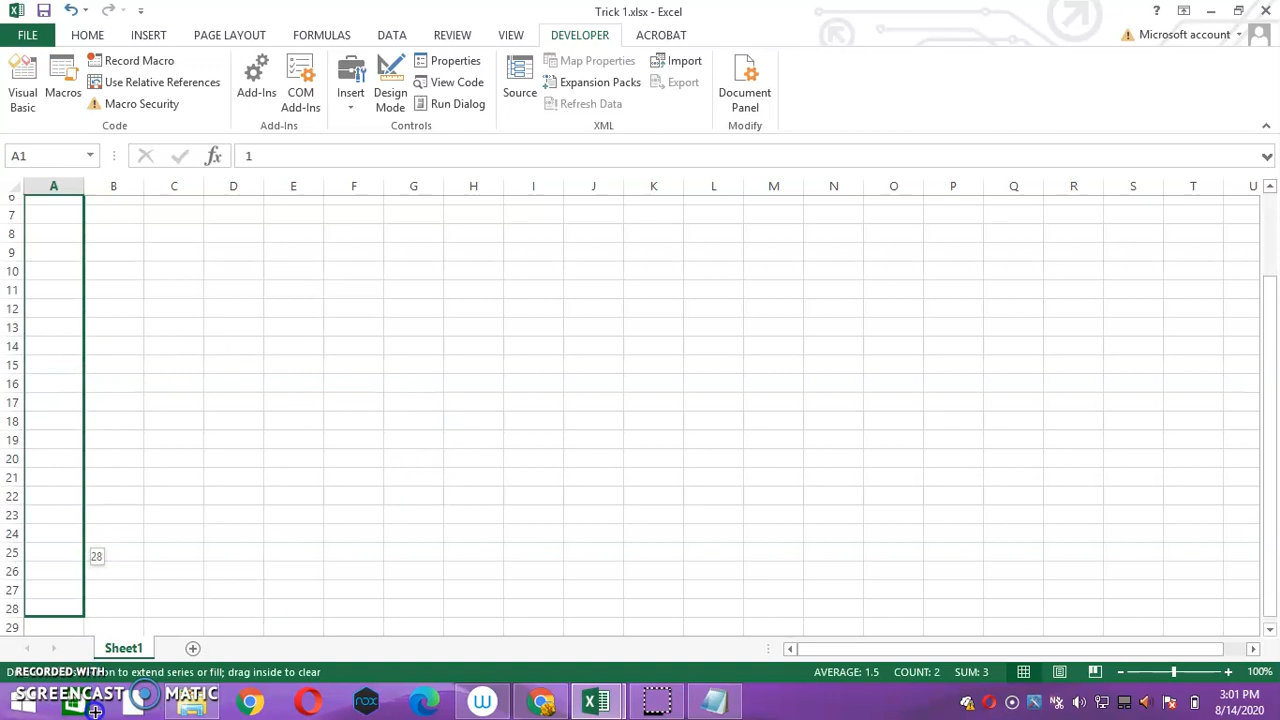 Trick 1.xlsx - Excel
FILE HOME INSERT PAGE LAYOUT FORMULAS DATA REVIEW VIEW DEVELOPER ACROBAT Microsoft account
Visual Basic
Macros
Record Macro
Use Relative References
Macro Security
Code
Add-Ins
COM Add-Ins
Add-Ins
Insert
Design Mode
Properties
View Code
Run Dialog
Controls
Source
Map Properties
Expansion Packs
Refresh Data
Import
Export
XML
Document Panel
Modify
A1 fx 1
A B C D E F G H I J K L M N O P Q R S T U
6
7
8
9
10
11
12
13
14
15
16
17
18
19
20
21
22
23
24
25
28
26
27
28
29
Sheet1
RECORDED WITH
SCREENCAST MATIC
on to extend series or fill; drag inside to clear
AVERAGE: 1.5 COUNT: 2 SUM: 3 100%
nox
W
3:01 PM
8/14/2020